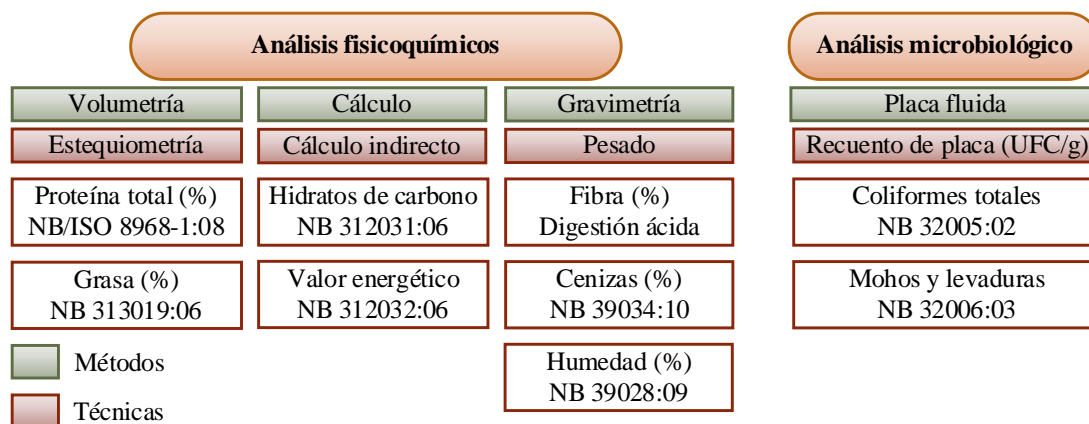 Análisis fisicoquímicos
Análisis microbiológico
Volumetría
Cálculo
Gravimetría
Placa fluida
Estequiometría
Cálculo indirecto
Pesado
Recuento de placa (UFC/g)
Proteína total (%)
NB/ISO 8968-1:08
Hidratos de carbono
NB 312031:06
Fibra (%)
Digestión ácida
Coliformes totales
NB 32005:02
Grasa (%)
NB 313019:06
Valor energético
NB 312032:06
Cenizas (%)
NB 39034:10
Mohos y levaduras
NB 32006:03
Humedad (%)
NB 39028:09
Métodos
Técnicas